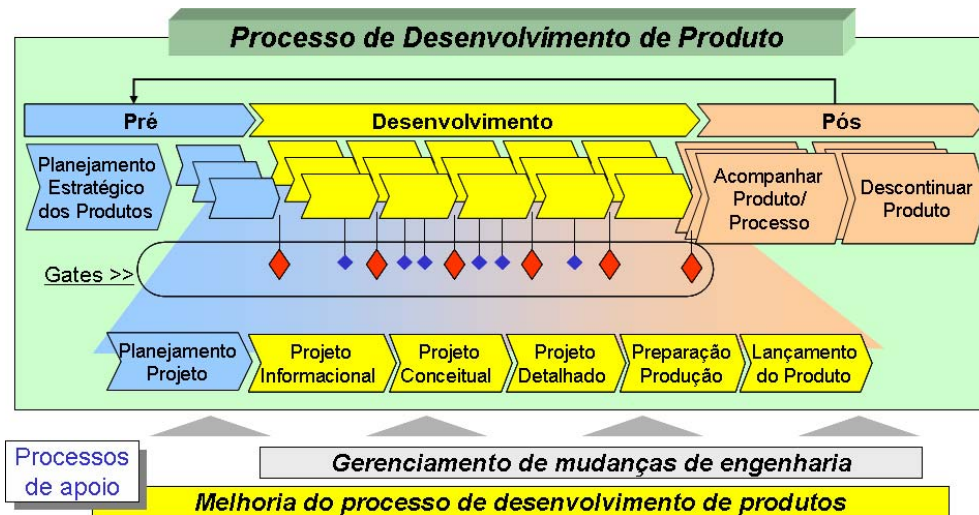 Processo de Desenvolvimento de Produto
Pré
Desenvolvimento
Pós
Planejamento
Estratégico
dos Produtos
Acompanhar
Produto/
Processo
Descontinuar
Produto
Gates >>
Planejamento
Projeto
Projeto
Informacional
Projeto
Conceitual
Projeto
Detalhado
Preparação
Produção
Lançamento
do Produto
Processos
de apoio
Gerenciamento de mudanças de engenharia
Melhoria do processo de desenvolvimento de produtos